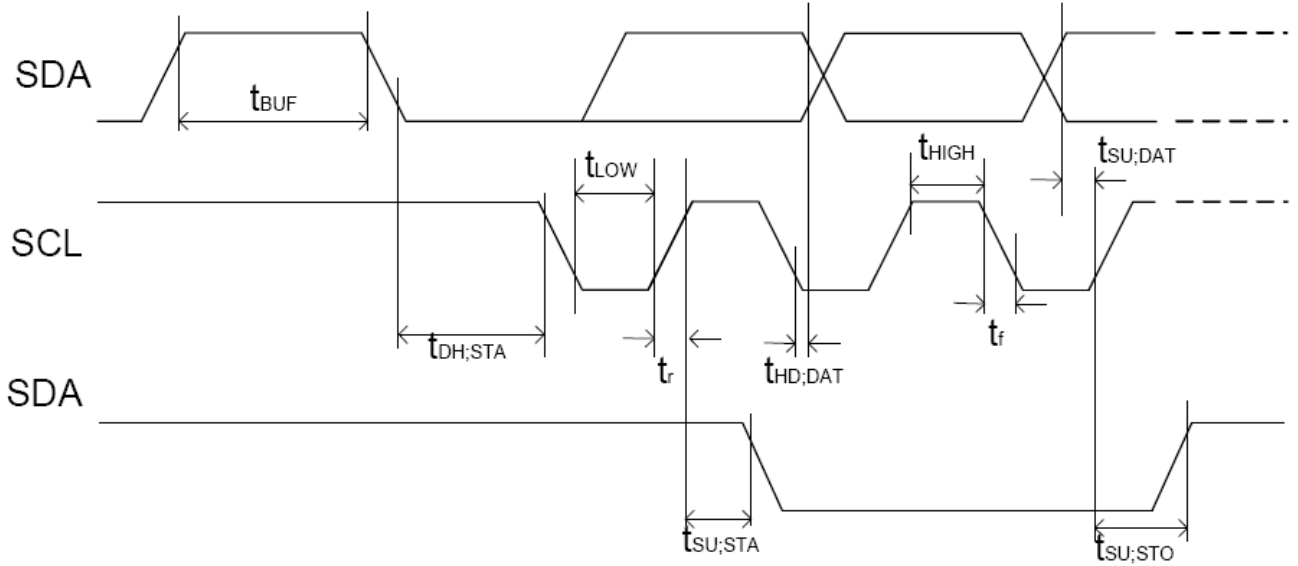 SDA
tBUF
tHIGH
tSU;DAT
tLOW
SCL
tDH;STA
tr
tHD;DAT
tf
SDA
tSU;STA
tSU;STO